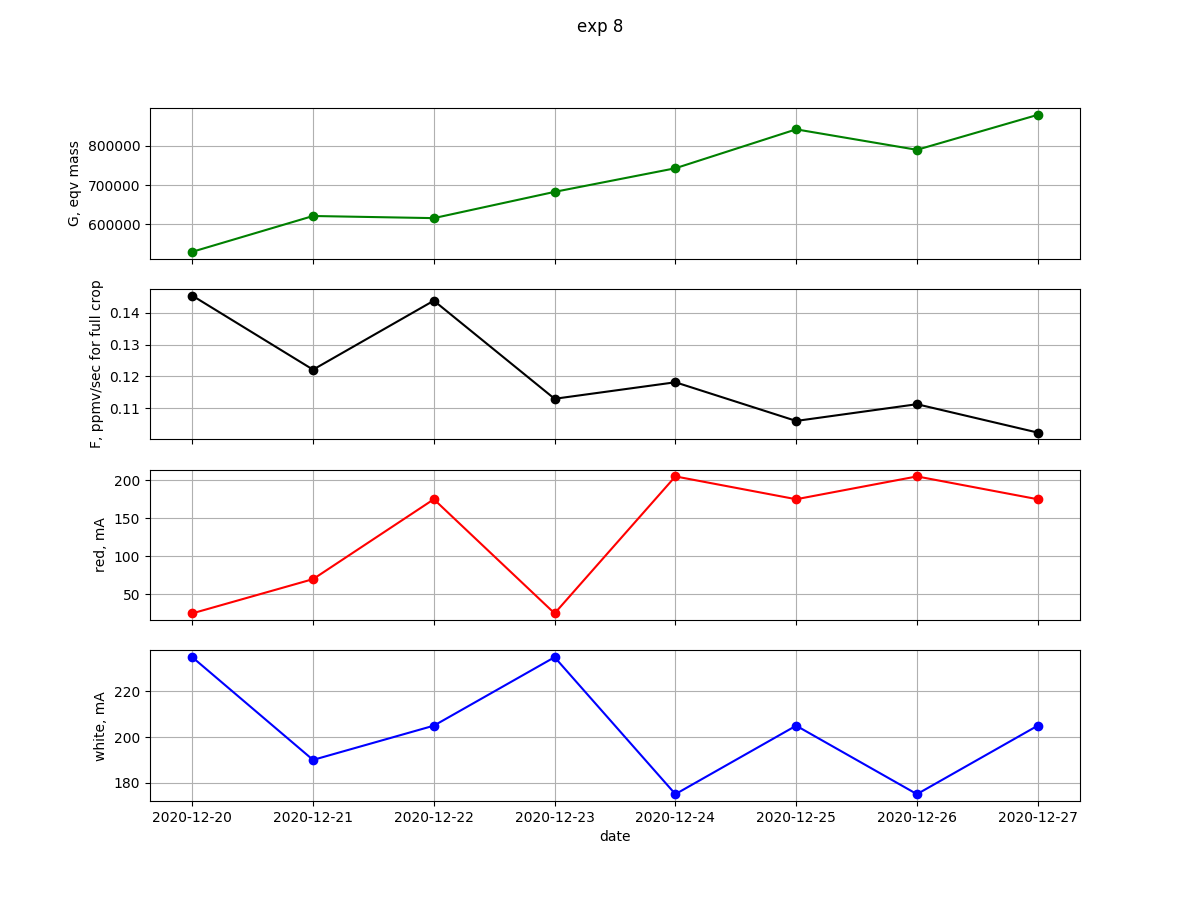 exp 8
G, eqv mass
800000
700000
600000
F, ppmv/sec for full crop
0.14
0.13
0.12
0.11
red, mA
200
150
100
50
white, mA
220
200
180
2020-12-20 2020-12-21 2020-12-22 2020-12-23 2020-12-24 2020-12-25 2020-12-26 2020-12-27
date